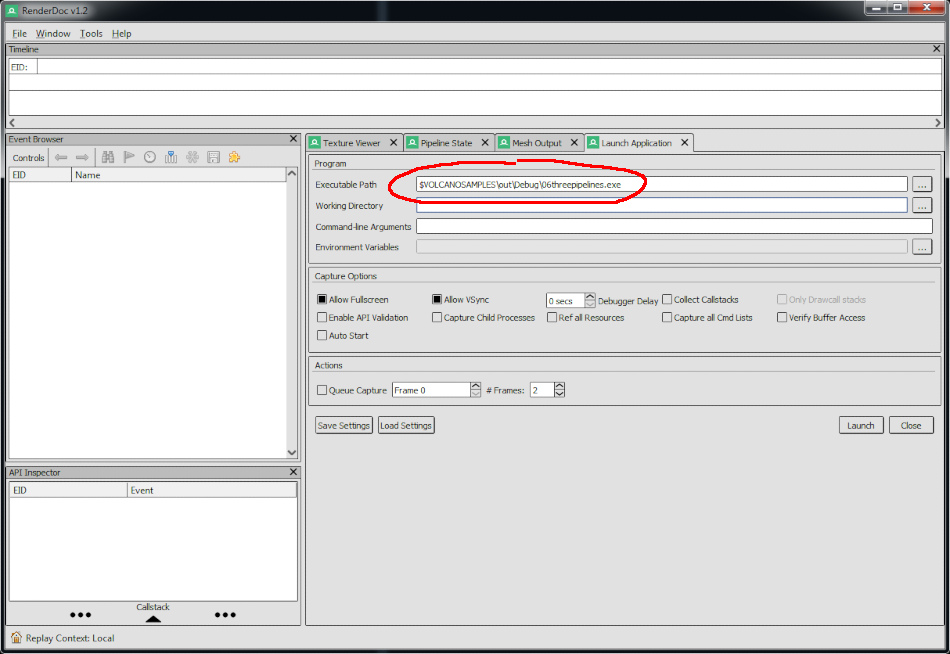 RenderDoc v1.2
File Window Tools Help
Timeline
EID:
Event Browser
Controls
EID Name
API Inspector
EID Event
Callstack
Texture Viewer Pipeline State Mesh Output Launch Application
Program
Executable Path $VOLCANOSAMPLES\out\Debug\06threepipelines.exe ...
Working Directory ...
Command-line Arguments
Environment Variables ...
Capture Options
Allow Fullscreen Allow VSync 0 secs Debugger Delay Collect Callstacks Only Drawcall stacks
Enable API Validation Capture Child Processes Ref all Resources Capture all Cmd Lists Verify Buffer Access
Auto Start
Actions
Queue Capture Frame 0 # Frames: 2
Save Settings Load Settings Launch Close
Replay Context: Local